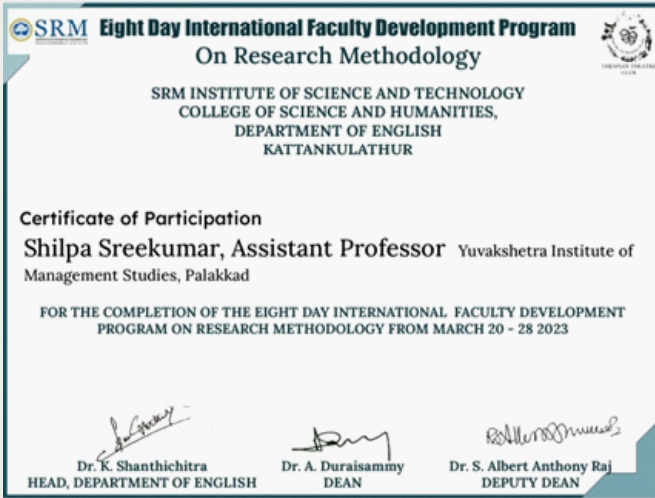 SRM Eight Day International Faculty Development Program
On Research Methodology
THESPIAN THEATRE
CLUB
SRM INSTITUTE OF SCIENCE AND TECHNOLOGY
COLLEGE OF SCIENCE AND HUMANITIES,
DEPARTMENT OF ENGLISH
KATTANKULATHUR
Certificate of Participation
Shilpa Sreekumar, Assistant Professor Yuvakshetra Institute of
Management Studies, Palakkad
FOR THE COMPLETION OF THE EIGHT DAY INTERNATIONAL FACULTY DEVELOPMENT
PROGRAM ON RESEARCH METHODOLOGY FROM MARCH 20 - 28 2023
Dr. K. Shanthichitra Dr. A. Duraisammy Dr. S. Albert Anthony Raj
HEAD, DEPARTMENT OF ENGLISH DEAN DEPUTY DEAN